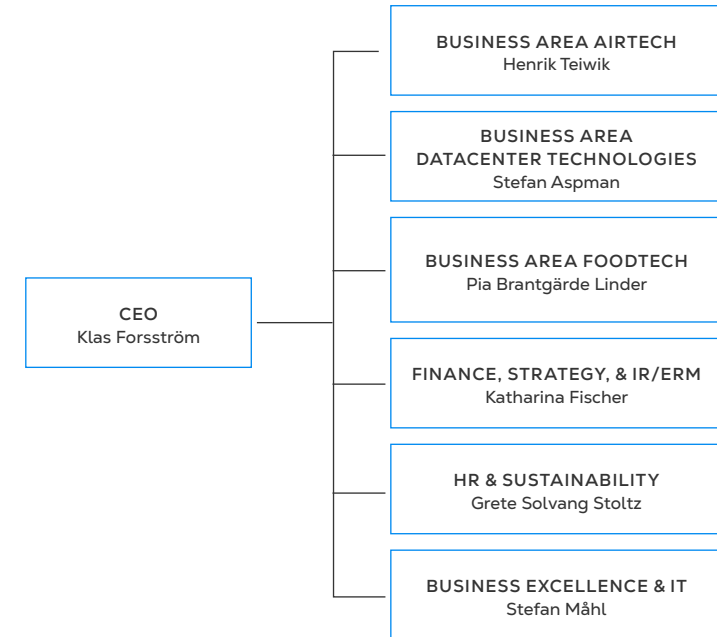 BUSINESS AREA AIRTECH
Henrik Teiwik
BUSINESS AREA
DATACENTER TECHNOLOGIES
Stefan Aspman
BUSINESS AREA FOODTECH
Pia Brantgärde Linder
CEO
Klas Forsström
FINANCE, STRATEGY, & IR/ERM
Katharina Fischer
HR & SUSTAINABILITY
Grete Solvang Stoltz
BUSINESS EXCELLENCE & IT
Stefan Måhl